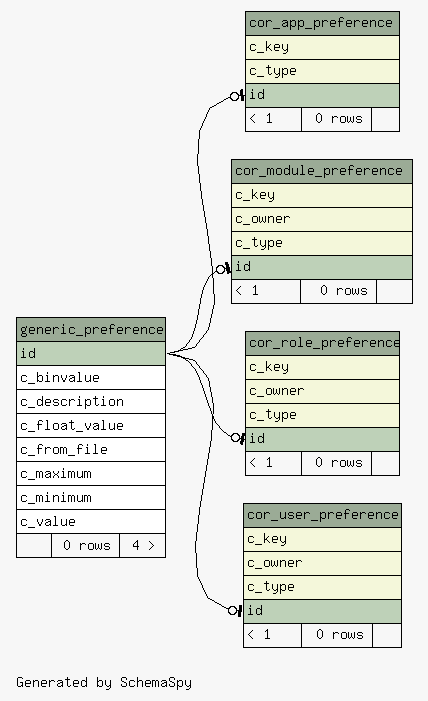 cor_app_preference
c_key
c_type
id
< 1 0 rows
cor_module_preference
c_key
c_owner
c_type
id
< 1 0 rows
generic_preference
id
c_binvalue
c_description
c_float_value
c_from_file
c_maximum
c_minimum
c_value
0 rows 4 >
cor_role_preference
c_key
c_owner
c_type
id
< 1 0 rows
cor_user_preference
c_key
c_owner
c_type
id
< 1 0 rows
Generated by SchemaSpy